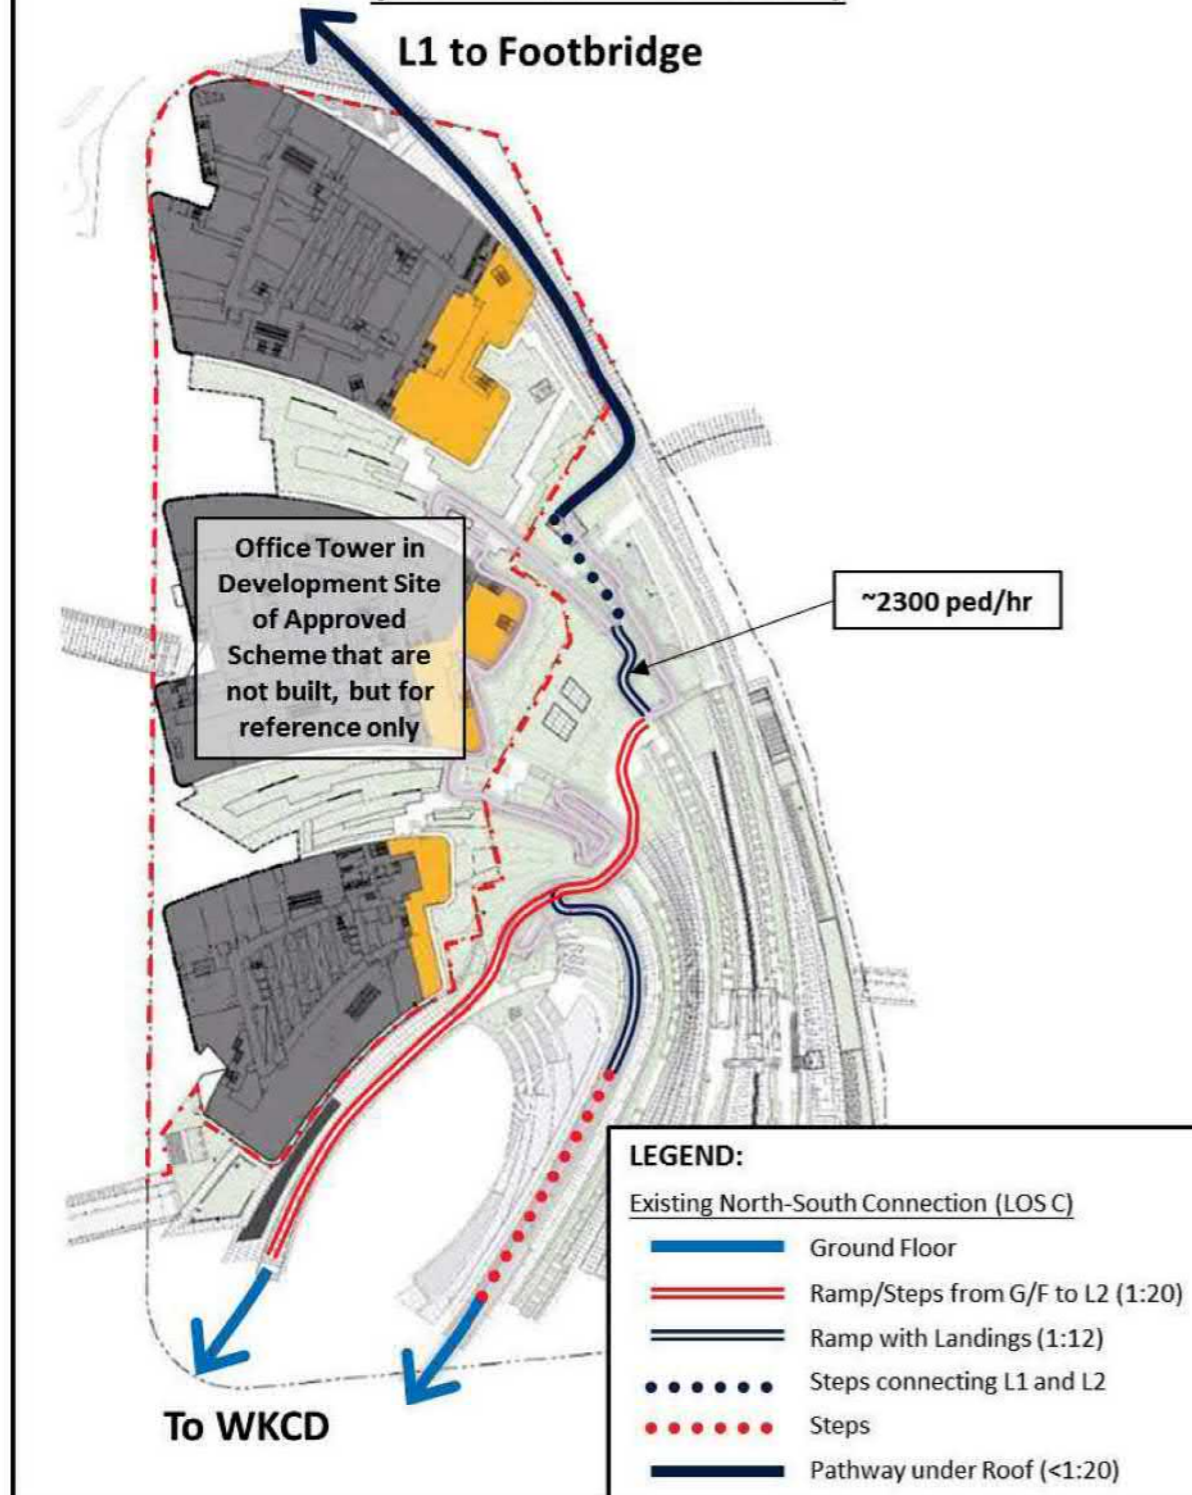 L1 to Footbridge
Office Tower in
Development Site
of Approved
Scheme that are
not built, but for
reference only
~2300 ped/hr
To WKCD
LEGEND:
Existing North-South Connection (LOS C)
Ground Floor
Ramp/Steps from G/F to L2 (1:20)
Ramp with Landings (1:12)
Steps connecting L1 and L2
Steps
Pathway under Roof (<1:20)